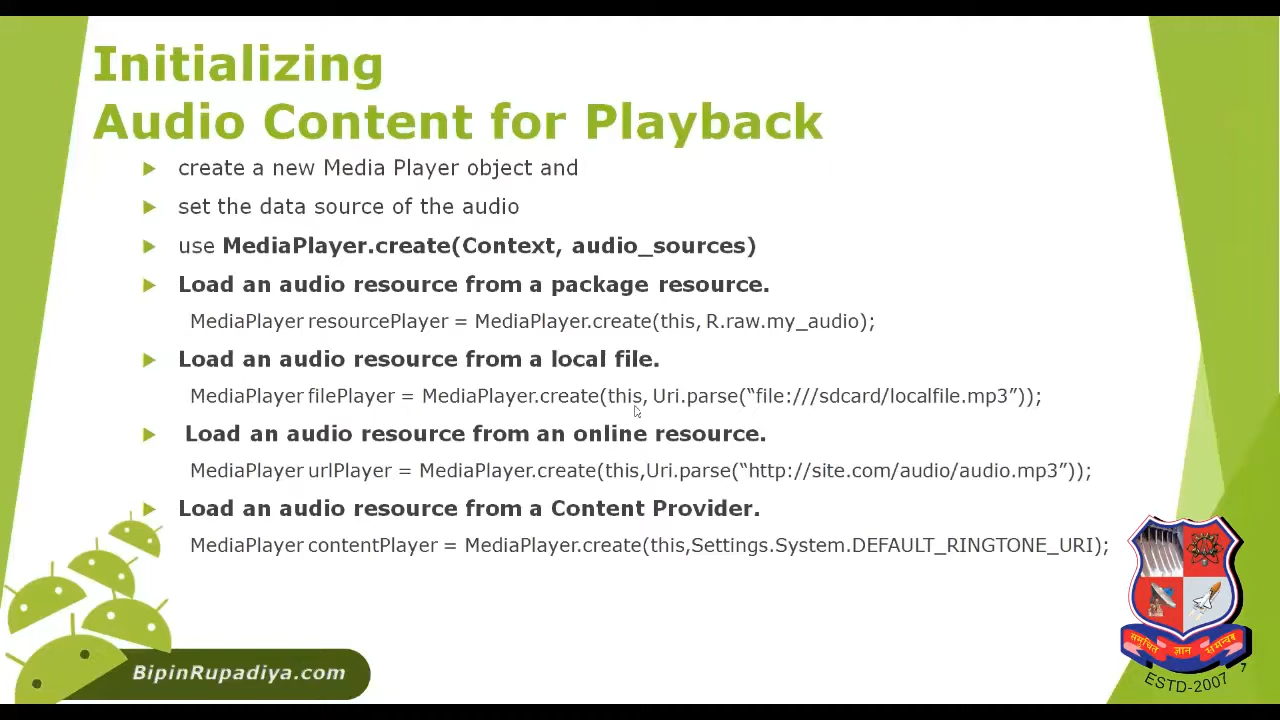 Initializing
Audio Content for Playback
create a new Media Player object and
set the data source of the audio
use MediaPlayer.create(Context, audio_sources)
Load an audio resource from a package resource.
MediaPlayer resourcePlayer = MediaPlayer.create(this, R.raw.my_audio);
Load an audio resource from a local file.
MediaPlayer filePlayer = MediaPlayer.create(this, Uri.parse(“file:///sdcard/localfile.mp3”));
Load an audio resource from an online resource.
MediaPlayer urlPlayer = MediaPlayer.create(this,Uri.parse(“http://site.com/audio/audio.mp3”));
Load an audio resource from a Content Provider.
MediaPlayer contentPlayer = MediaPlayer.create(this,Settings.System.DEFAULT_RINGTONE_URI);
BipinRupadiya.com
समुचित ज्ञान समन्वय
ESTD-2007
7